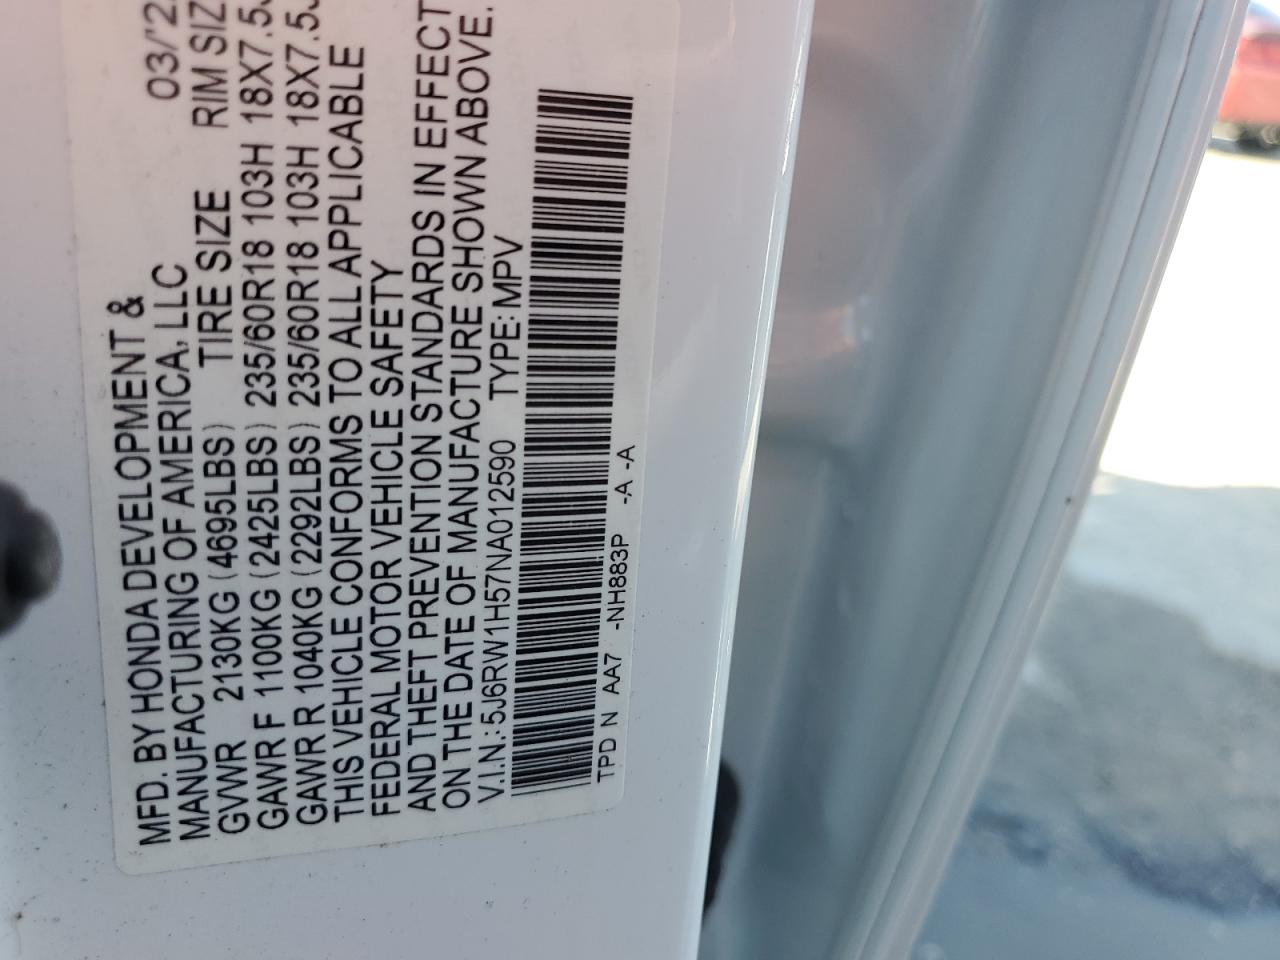 MFD. BY HONDA DEVELOPMENT &
MANUFACTURING OF AMERICA, LLC 03/'2
GVWR 2130KG (4695LBS) TIRE SIZE RIM SIZ
GAWR F 1100KG (2425LBS) 235/60R18 103H 18X7.5J
GAWR R 1040KG (2292LBS) 235/60R18 103H 18X7.5J
THIS VEHICLE CONFORMS TO ALL APPLICABLE
FEDERAL MOTOR VEHICLE SAFETY
AND THEFT PREVENTION STANDARDS IN EFFECT
ON THE DATE OF MANUFACTURE SHOWN ABOVE.
V.I.N.: 5J6RW1H57NA012590 TYPE: MPV
TPD N AA7 -NH883P -A -A